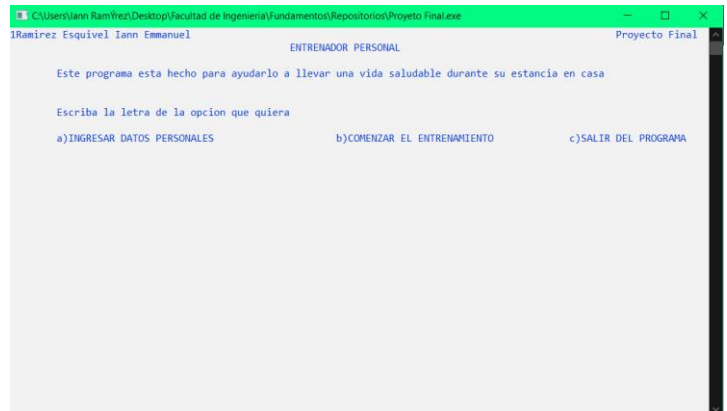 C:\Users\Iann RamÝrez\Desktop\Facultad de Ingenieria\Fundamentos\Repositorios\Proyeto Final.exe
1Ramirez Esquivel Iann Emmanuel Proyecto Final
ENTRENADOR PERSONAL
Este programa esta hecho para ayudarlo a llevar una vida saludable durante su estancia en casa
Escriba la letra de la opcion que quiera
a)INGRESAR DATOS PERSONALES b)COMENZAR EL ENTRENAMIENTO c)SALIR DEL PROGRAMA